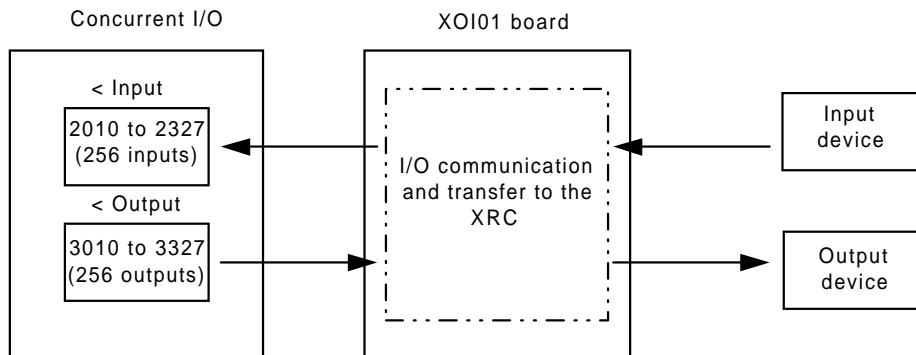 Concurrent I/O
XOI01 board
< Input
2010 to 2327
(256 inputs)
< Output
3010 to 3327
(256 outputs)
I/O communication
and transfer to the
XRC
Input
device
Output
device